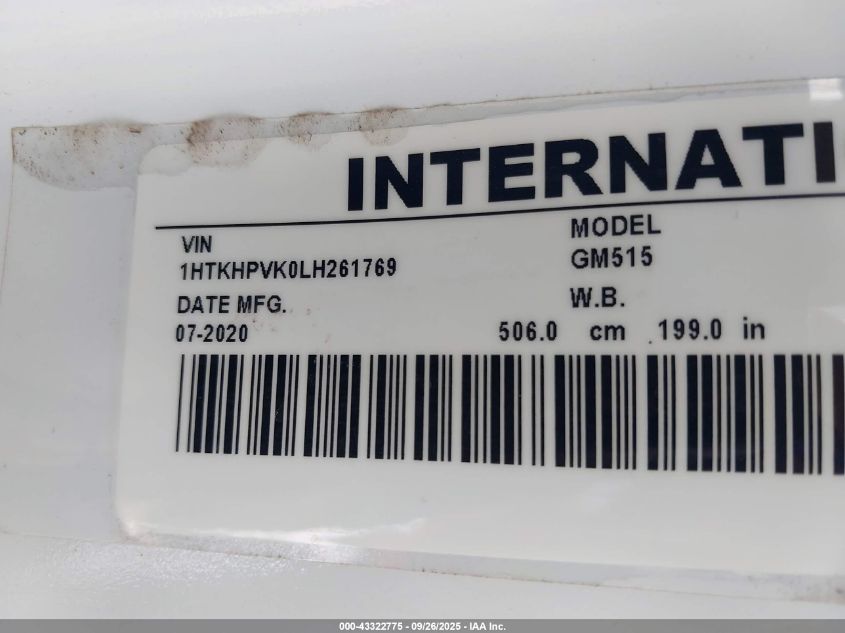 INTERNATI
VIN
1HTKHPVK0LH261769
MODEL
GM515
DATE MFG.
07-2020
W.B.
506.0 cm 199.0 in
000-43322775 - 09/26/2025 - IAA Inc.